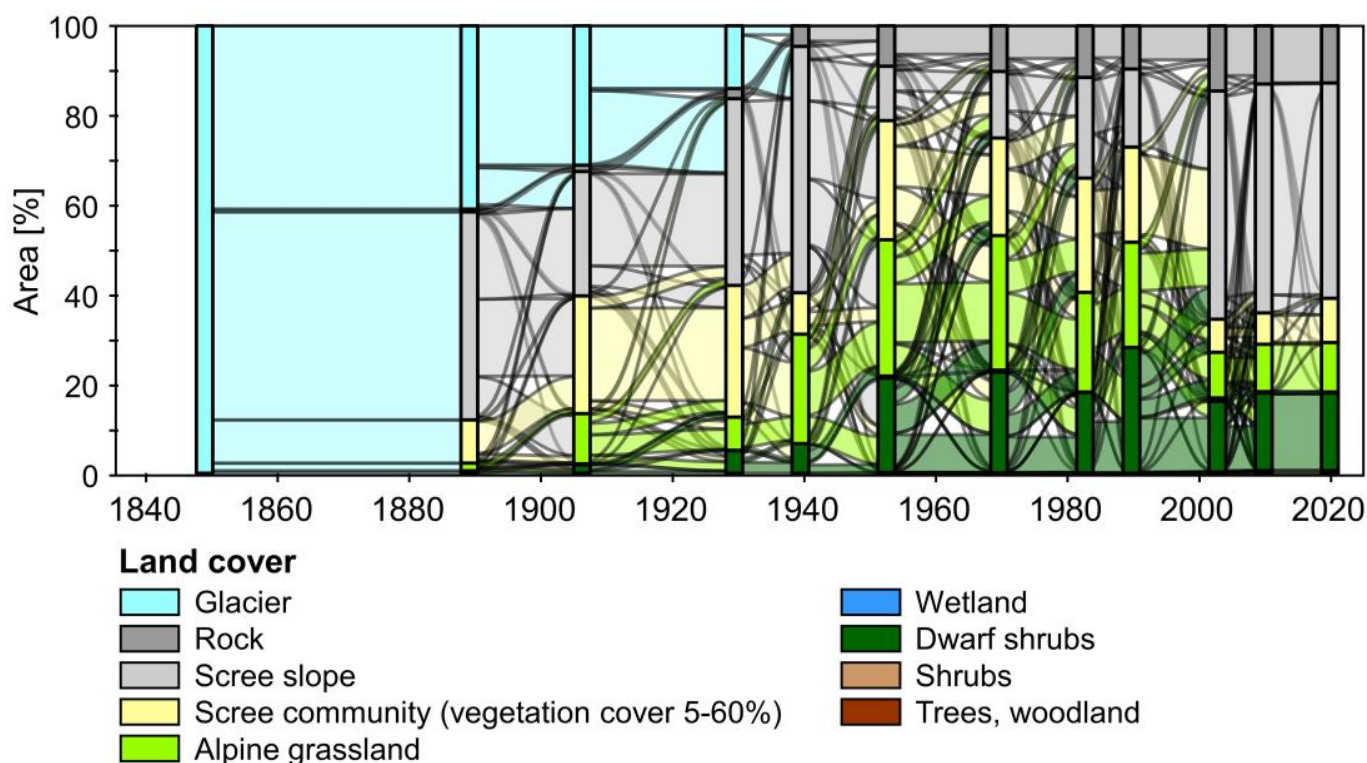 100
80
60
40
20
0
Area [%]
1840 1860 1880 1900 1920 1940 1960 1980 2000 2020
Land cover
Glacier
Rock
Scree slope
Scree community (vegetation cover 5-60%)
Alpine grassland
Wetland
Dwarf shrubs
Shrubs
Trees, woodland